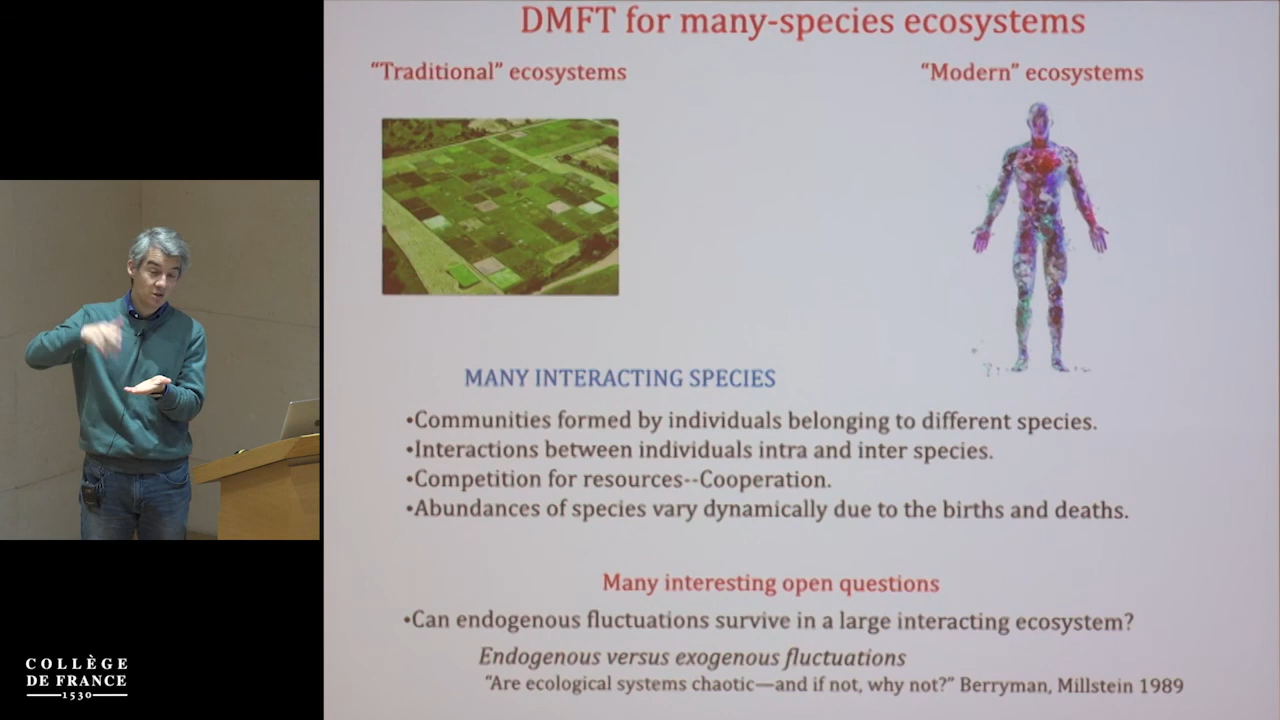 DMFT for many-species ecosystems
“Traditional” ecosystems
“Modern” ecosystems
MANY INTERACTING SPECIES
•Communities formed by individuals belonging to different species.
•Interactions between individuals intra and inter species.
•Competition for resources--Cooperation.
•Abundances of species vary dynamically due to the births and deaths.
Many interesting open questions
•Can endogenous fluctuations survive in a large interacting ecosystem?
Endogenous versus exogenous fluctuations
“Are ecological systems chaotic—and if not, why not?” Berryman, Millstein 1989
COLLÈGE
DE FRANCE
1530